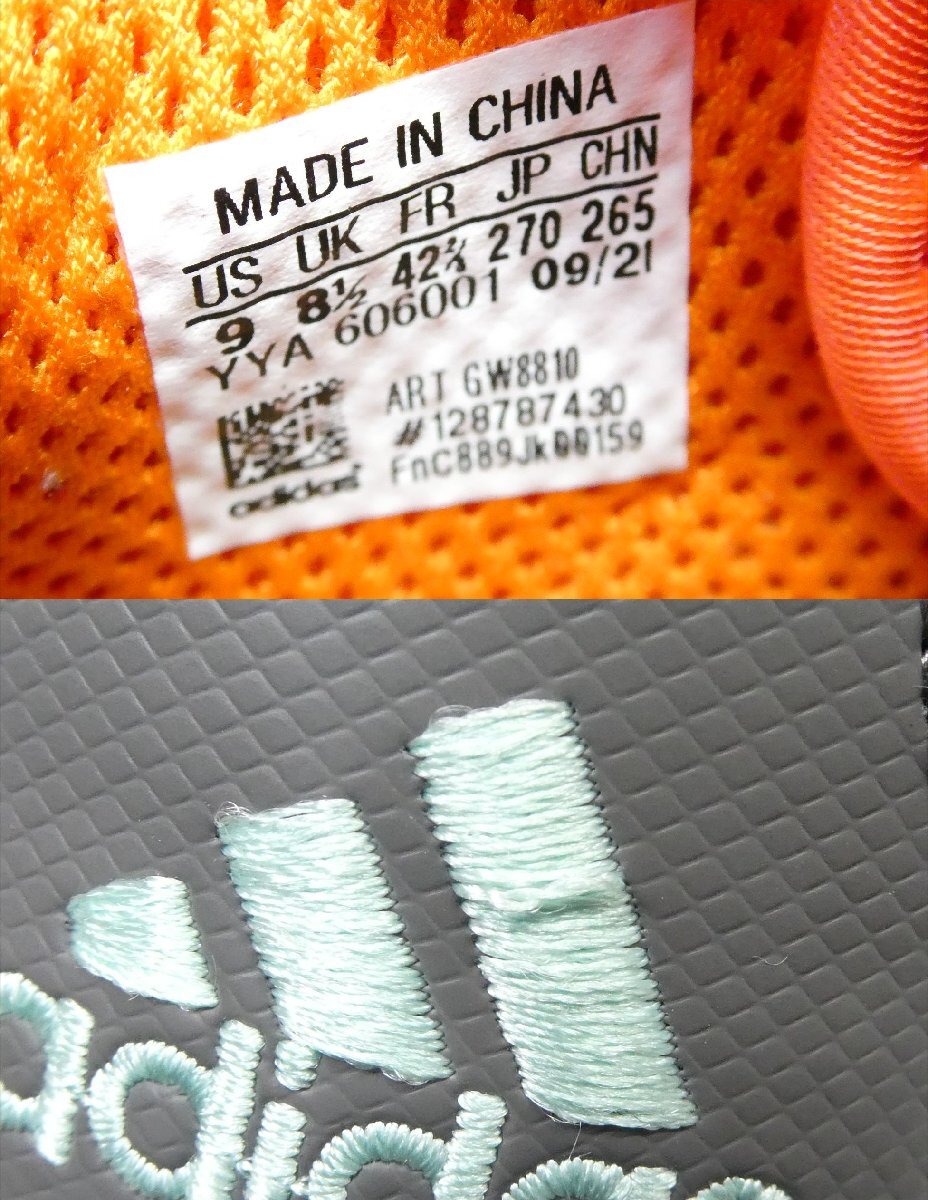 MADE IN CHINA
US UK FR JP CHN
9 8½ 42⅔ 270 265
YYA 606001 09/21
ART GW8810
#128787430
FnC889Jk00159
adidas
adidas